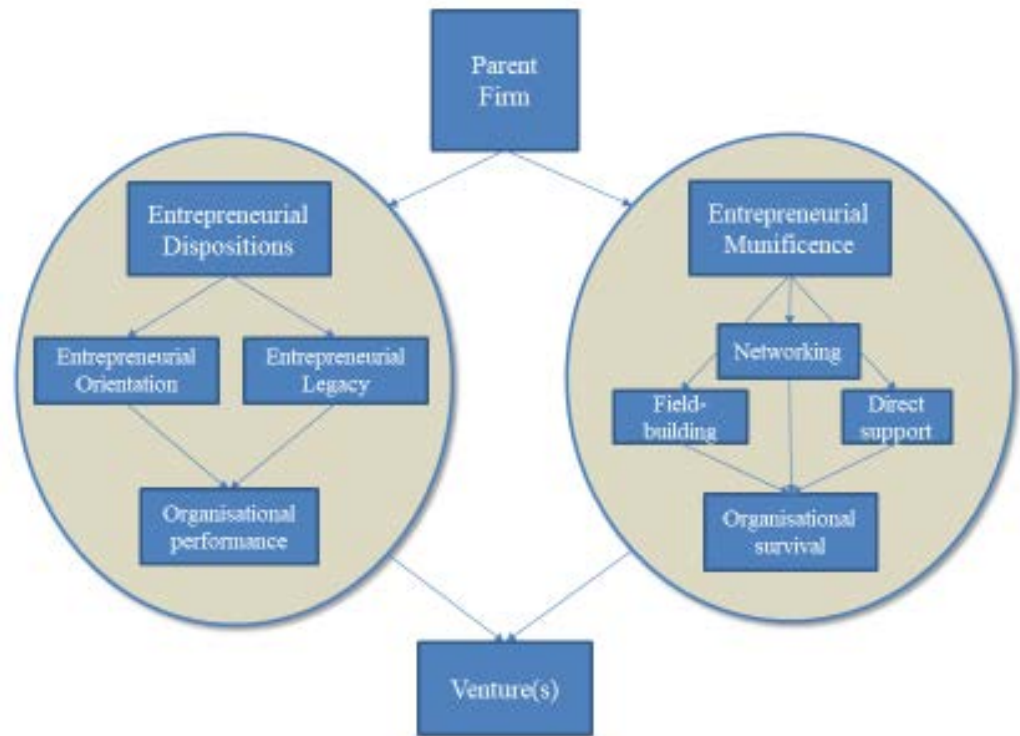 Parent
Firm
Entrepreneurial
Dispositions
Entrepreneurial
Orientation
Entrepreneurial
Legacy
Organisational
performance
Entrepreneurial
Munificence
Networking
Field-
building
Direct
support
Organisational
survival
Venture(s)